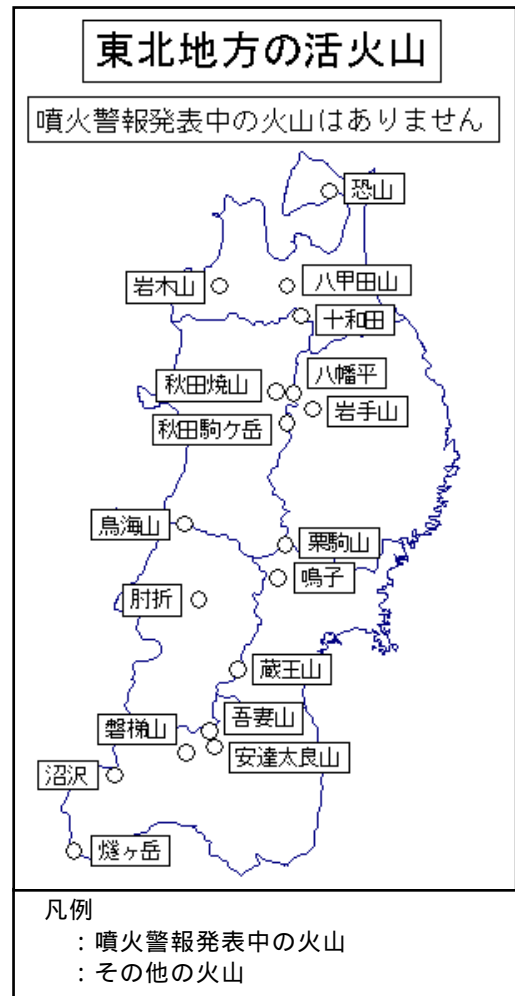 東北地方の活火山
噴火警報発表中の火山はありません
恐山
岩木山
八甲田山
十和田
秋田焼山
八幡平
岩手山
秋田駒ケ岳
鳥海山
栗駒山
鳴子
肘折
蔵王山
吾妻山
磐梯山
安達太良山
沼沢
燧ヶ岳
凡例
：噴火警報発表中の火山
：その他の火山